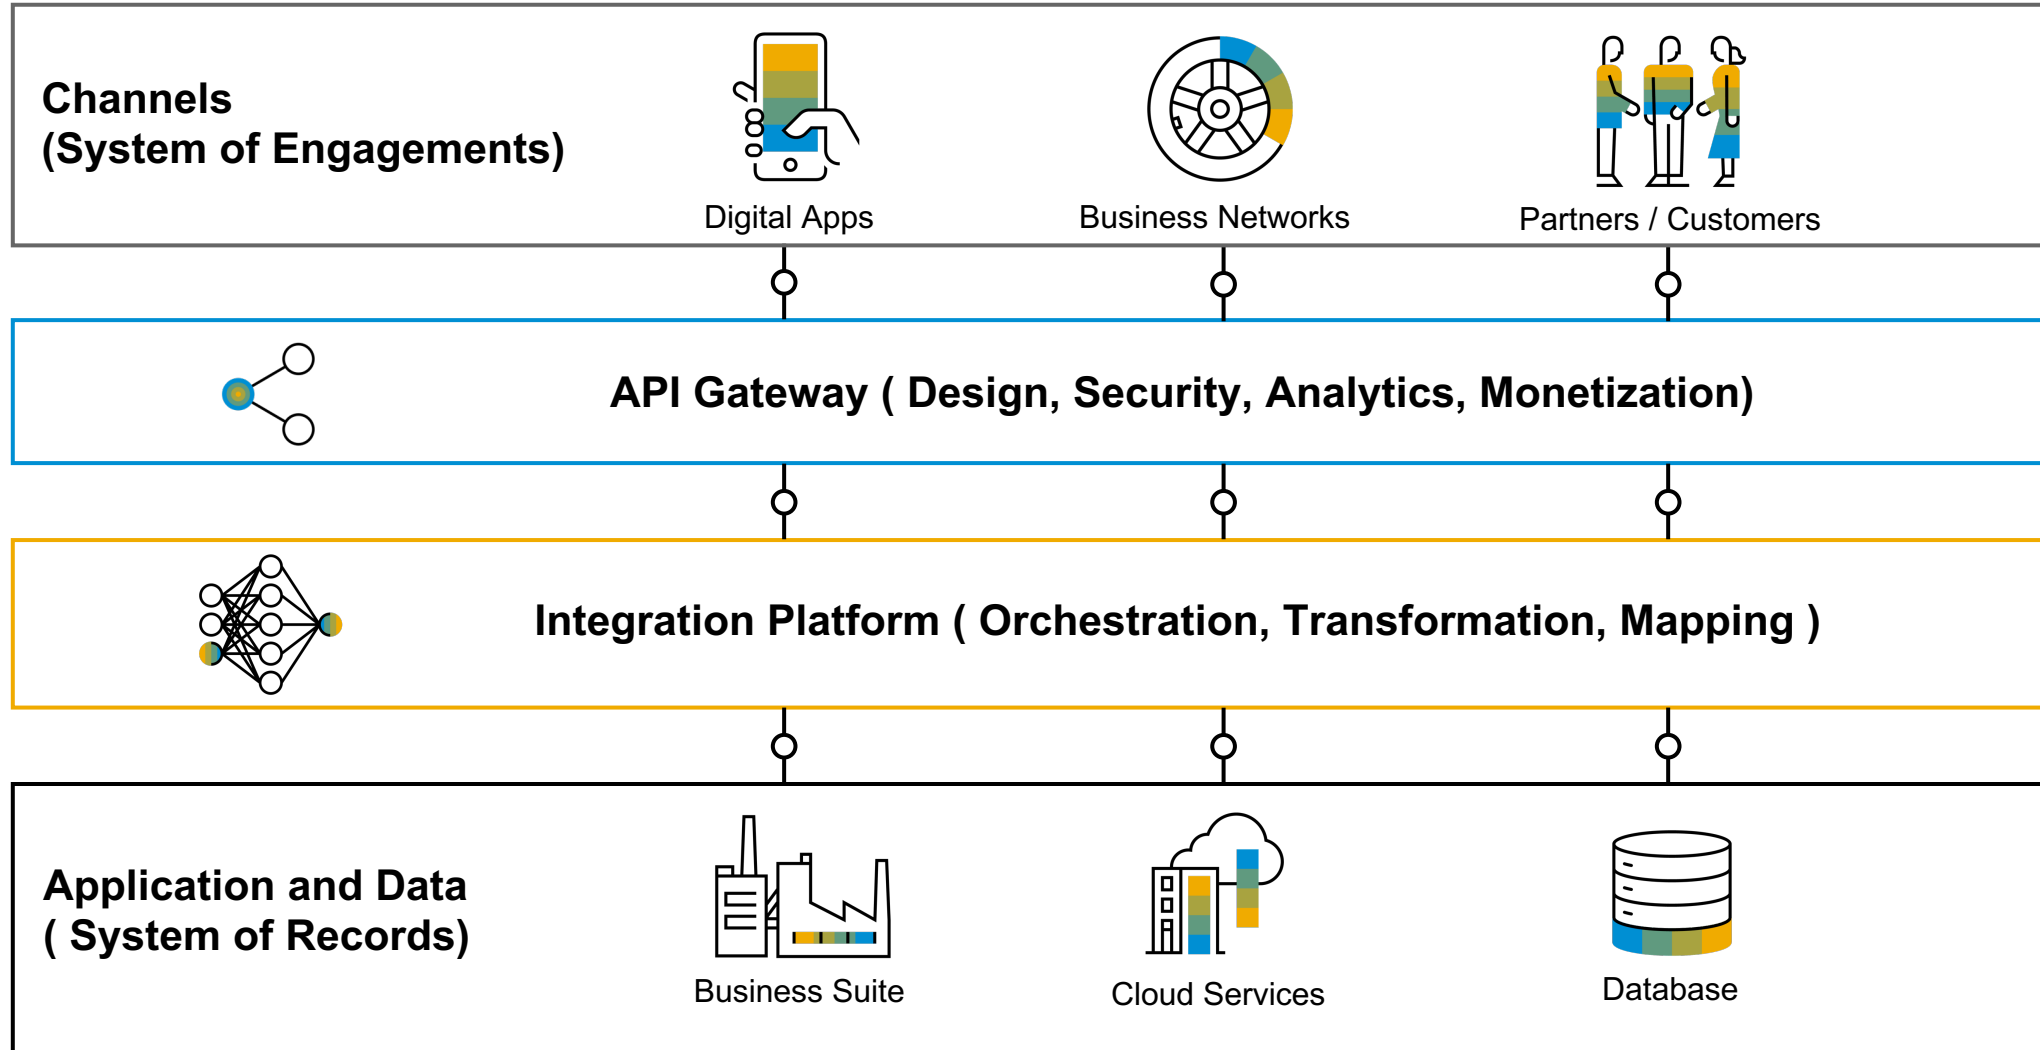 Channels
(System of Engagements)
Digital Apps
Business Networks
Partners / Customers
API Gateway ( Design, Security, Analytics, Monetization)
Integration Platform ( Orchestration, Transformation, Mapping )
Application and Data
( System of Records)
Business Suite
Cloud Services
Database